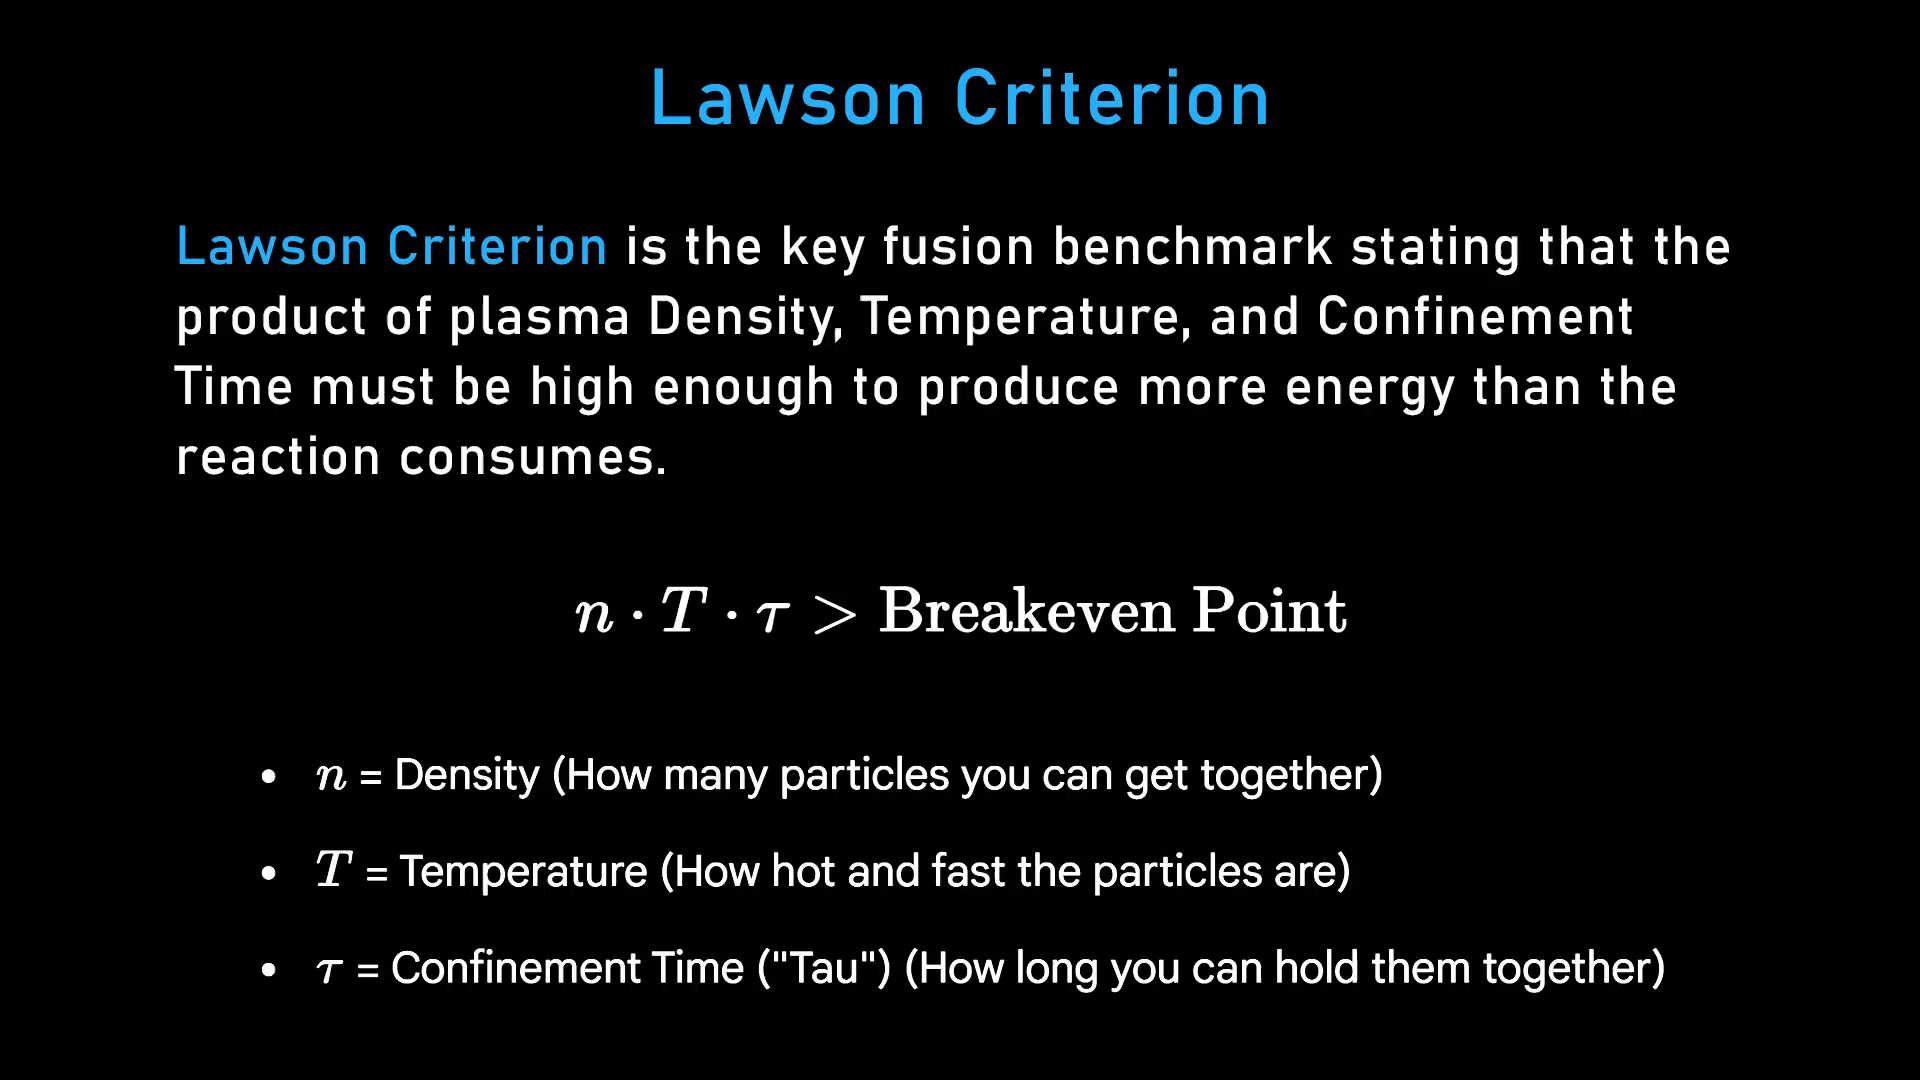 Lawson Criterion
Lawson Criterion is the key fusion benchmark stating that the
product of plasma Density, Temperature, and Confinement
Time must be high enough to produce more energy than the
reaction consumes.
n · T · τ > Breakeven Point
• n = Density (How many particles you can get together)
• T = Temperature (How hot and fast the particles are)
• τ = Confinement Time ("Tau") (How long you can hold them together)